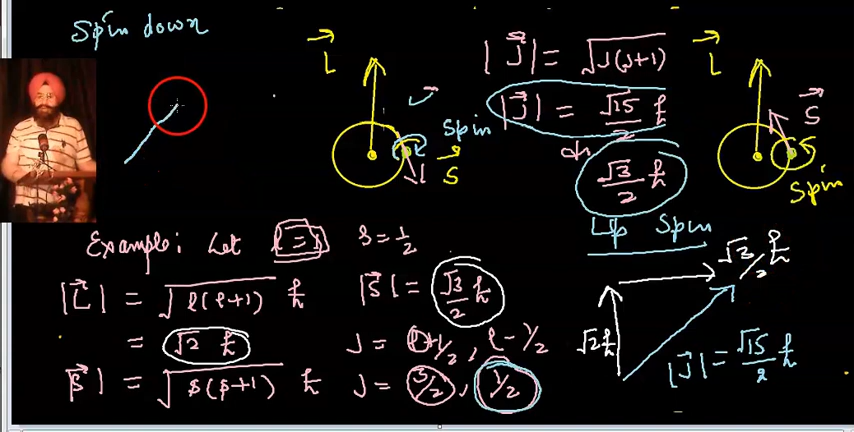 Spin down
L⃗
|J⃗| = √j(j+1)
L⃗
|J⃗| = √15/2 ħ
S⃗
Spin
or
S⃗
√3/2 ħ
Spin
Up Spin
Example: Let l=1 s=1/2
√3/2 ħ
|L⃗| = √l(l+1) ħ |S⃗| = √3/2 ħ
= √2 ħ J = l+1/2, l-1/2
√2ħ
|S⃗| = √s(s+1) ħ J = 3/2, 1/2
|J⃗| = √15/2 ħ